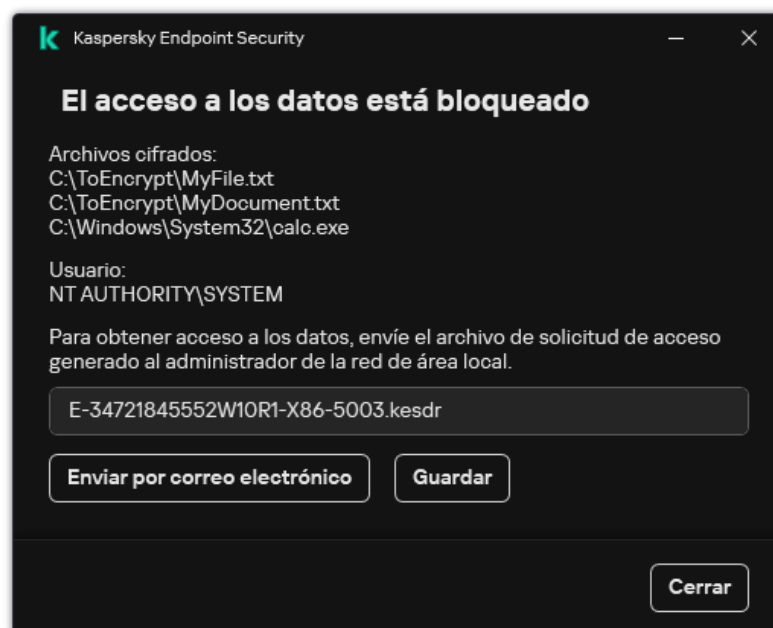 Kaspersky Endpoint Security
El acceso a los datos está bloqueado
Archivos cifrados:
C:\ToEncrypt\MyFile.txt
C:\ToEncrypt\MyDocument.txt
C:\Windows\System32\calc.exe
Usuario:
NT AUTHORITY\SYSTEM
Para obtener acceso a los datos, envíe el archivo de solicitud de acceso
generado al administrador de la red de área local.
E-34721845552W10R1-X86-5003.kesdr
Enviar por correo electrónico
Guardar
Cerrar